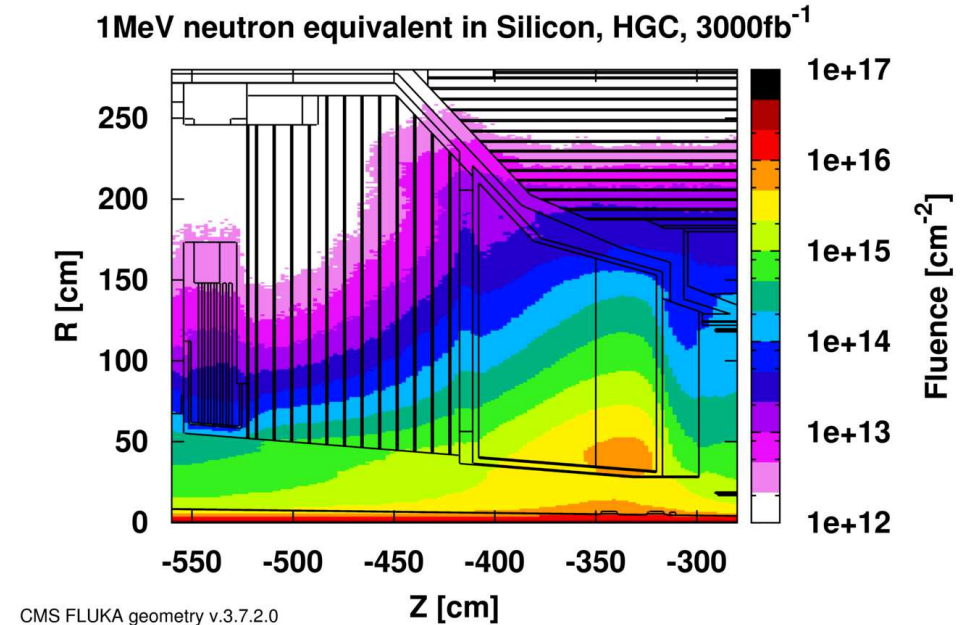 1MeV neutron equivalent in Silicon, HGC, 3000fb⁻¹
250
200
150
100
50
0
R [cm]
-550 -500 -450 -400 -350 -300
Z [cm]
1e+17
1e+16
1e+15
1e+14
1e+13
1e+12
Fluence [cm⁻²]
CMS FLUKA geometry v.3.7.2.0